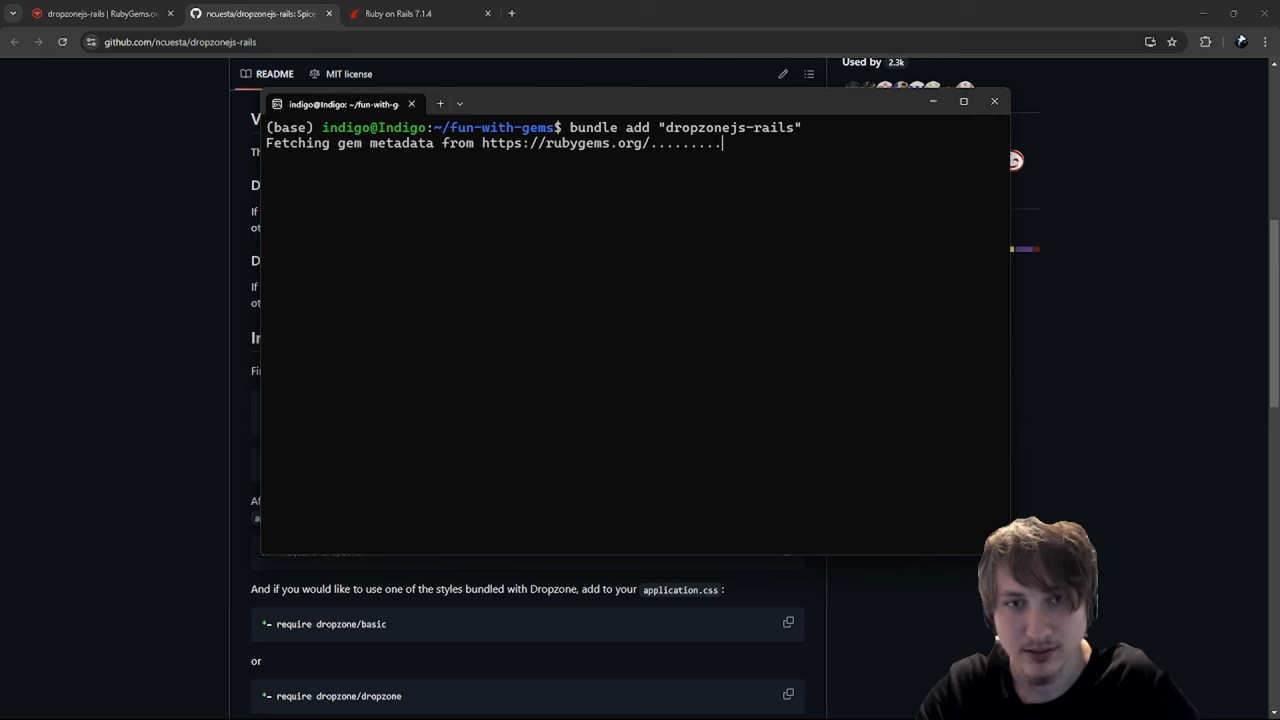 dropzonejs-rails | RubyGems.o
ncuesta/dropzonejs-rails: Spice
Ruby on Rails 7.1.4
github.com/ncuesta/dropzonejs-rails
README
MIT license
Used by 2.3k
indigo@Indigo: ~/fun-with-g
(base) indigo@Indigo:~/fun-with-gems$ bundle add "dropzonejs-rails"
Fetching gem metadata from https://rubygems.org/.........
And if you would like to use one of the styles bundled with Dropzone, add to your application.css :
*= require dropzone/basic
or
*= require dropzone/dropzone